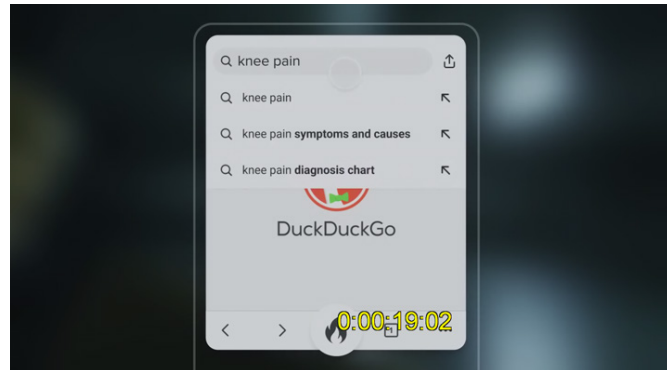 knee pain
knee pain
knee pain symptoms and causes
knee pain diagnosis chart
DuckDuckGo
0:00:19:02